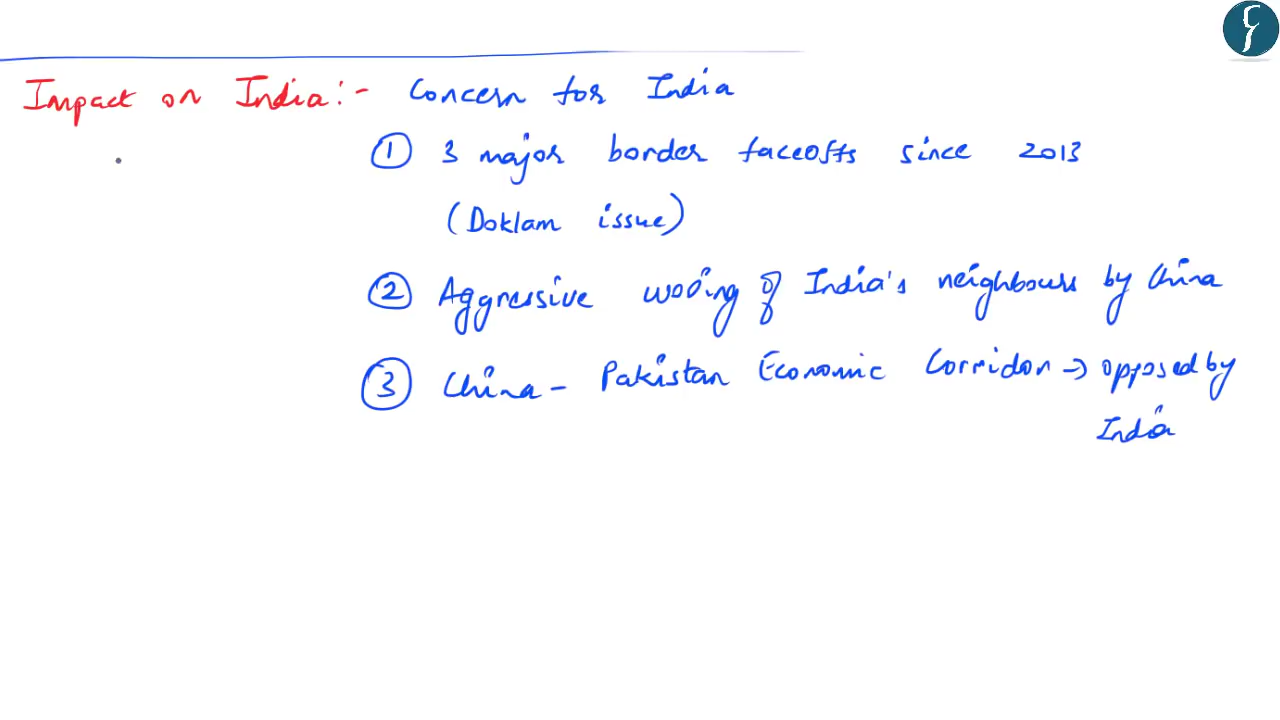 Impact on India:- Concern for India
① 3 major border faceoffs since 2013
(Doklam issue)
② Aggressive wooing of India's neighbours by China
③ China - Pakistan Economic Corridor → opposed by
India